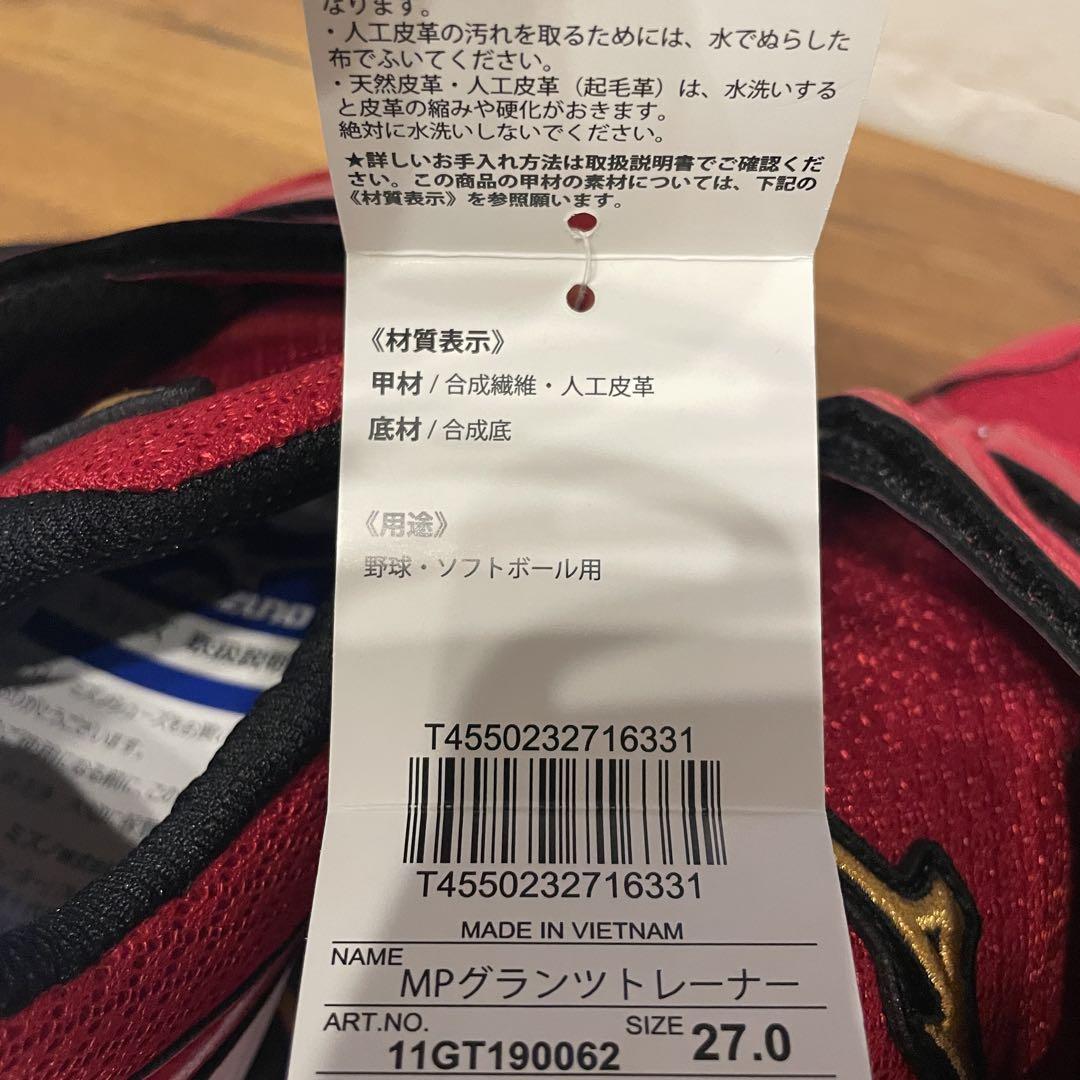 なります。
・人工皮革の汚れを取るためには、水でぬらした
布でふいてください。
・天然皮革・人工皮革（起毛革）は、水洗いする
と皮革の縮みや硬化がおきます。
絶対に水洗いしないでください。
★詳しいお手入れ方法は取扱説明書でご確認くだ
さい。この商品の甲材の素材については、下記の
《材質表示》を参照願います。
《材質表示》
甲材 / 合成繊維・人工皮革
底材 / 合成底
《用途》
野球・ソフトボール用
T4550232716331
T4550232716331
MADE IN VIETNAM
NAME
MPグランツトレーナー
ART.NO.
11GT190062
SIZE 27.0
取扱説明